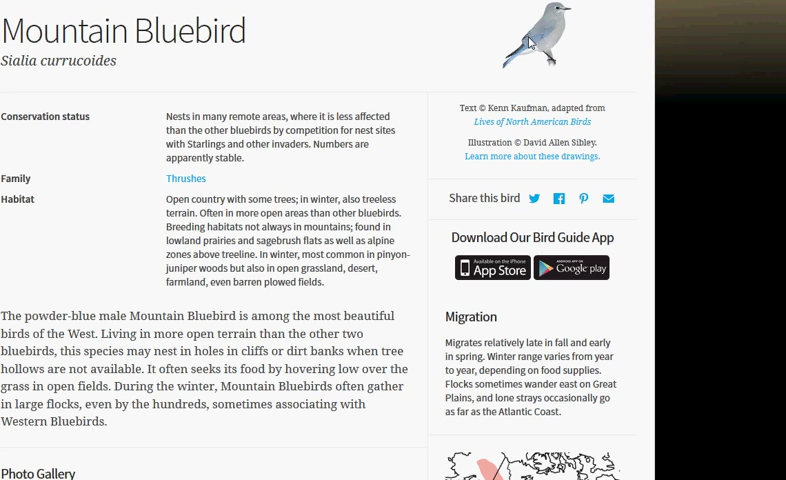 Mountain Bluebird
Sialia currucoides
Conservation status
Nests in many remote areas, where it is less affected
than the other bluebirds by competition for nest sites
with Starlings and other invaders. Numbers are
apparently stable.
Family
Thrushes
Habitat
Open country with some trees; in winter, also treeless
terrain. Often in more open areas than other bluebirds.
Breeding habitats not always in mountains; found in
lowland prairies and sagebrush flats as well as alpine
zones above treeline. In winter, most common in pinyon-
juniper woods but also in open grassland, desert,
farmland, even barren plowed fields.
The powder-blue male Mountain Bluebird is among the most beautiful
birds of the West. Living in more open terrain than the other two
bluebirds, this species may nest in holes in cliffs or dirt banks when tree
hollows are not available. It often seeks its food by hovering low over the
grass in open fields. During the winter, Mountain Bluebirds often gather
in large flocks, even by the hundreds, sometimes associating with
Western Bluebirds.
Photo Gallery
Text © Kenn Kaufman, adapted from
Lives of North American Birds
Illustration © David Allen Sibley.
Learn more about these drawings.
Share this bird
Download Our Bird Guide App
Available on the iPhone
App Store
ANDROID APP ON
Google play
Migration
Migrates relatively late in fall and early
in spring. Winter range varies from year
to year, depending on food supplies.
Flocks sometimes wander east on Great
Plains, and lone strays occasionally go
as far as the Atlantic Coast.